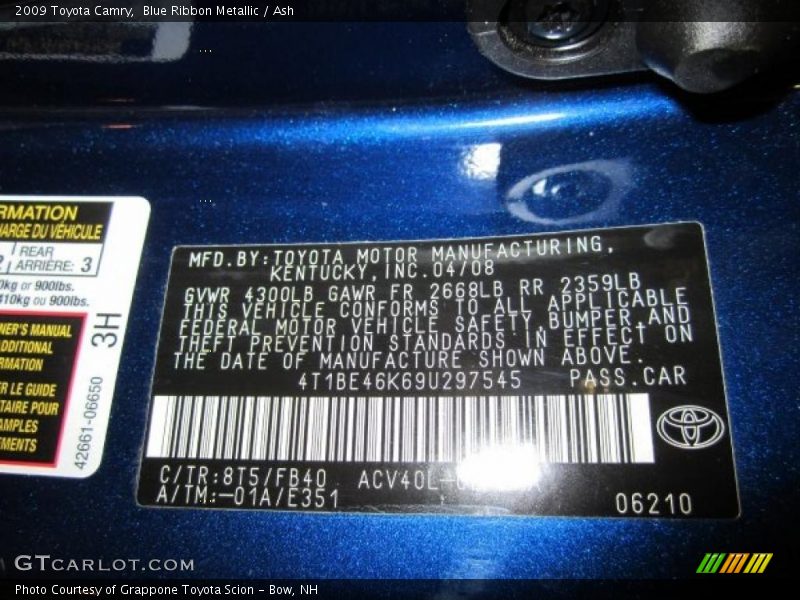 2009 Toyota Camry, Blue Ribbon Metallic / Ash
RMATION
HARGE DU VÉHICULE
REAR
ARRIÈRE: 3
0kg or 900lbs.
410kg ou 900lbs.
NER'S MANUAL
ADDITIONAL
RMATION
ER LE GUIDE
TAIRE POUR
AMPLES
EMENTS
42661-06650
3H
MFD.BY:TOYOTA MOTOR MANUFACTURING,
KENTUCKY,INC.04/08
GVWR 4300LB GAWR FR 2668LB RR 2359LB
THIS VEHICLE CONFORMS TO ALL APPLICABLE
FEDERAL MOTOR VEHICLE SAFETY,BUMPER AND
THEFT PREVENTION STANDARDS IN EFFECT ON
THE DATE OF MANUFACTURE SHOWN ABOVE.
4T1BE46K69U297545 PASS.CAR
C/TR:8T5/FB40 ACV40L-
A/TM:-01A/E351
06210
GTCARLOT.COM
Photo Courtesy of Grappone Toyota Scion - Bow, NH